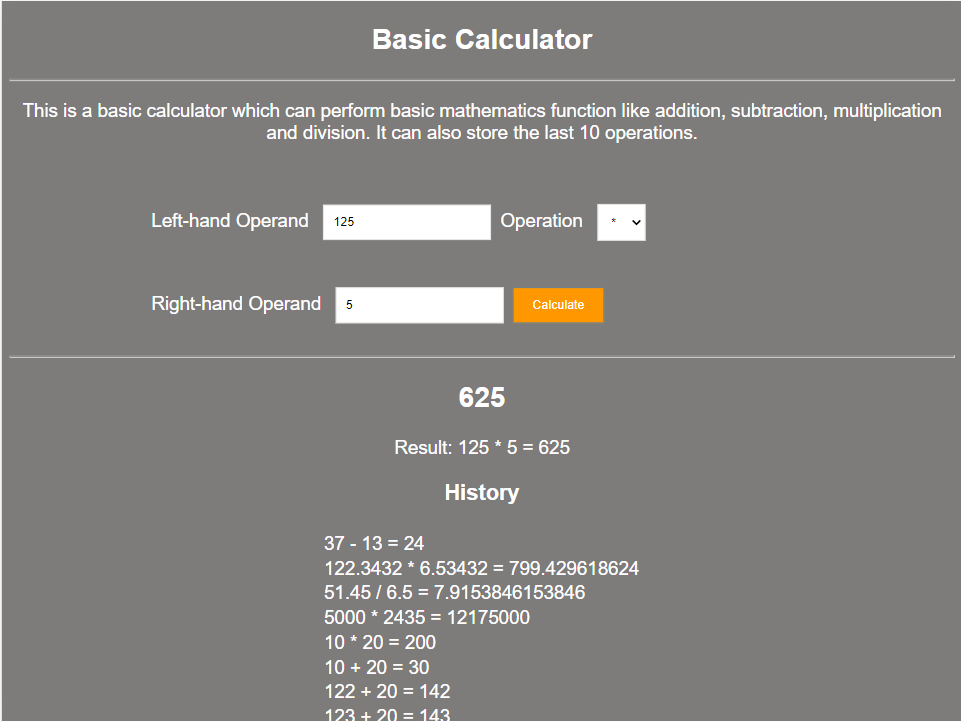 Basic Calculator
This is a basic calculator which can perform basic mathematics function like addition, subtraction, multiplication
and division. It can also store the last 10 operations.
Left-hand Operand 125 Operation *
Right-hand Operand 5 Calculate
625
Result: 125 * 5 = 625
History
37 - 13 = 24
122.3432 * 6.53432 = 799.429618624
51.45 / 6.5 = 7.9153846153846
5000 * 2435 = 12175000
10 * 20 = 200
10 + 20 = 30
122 + 20 = 142
123 + 20 = 143